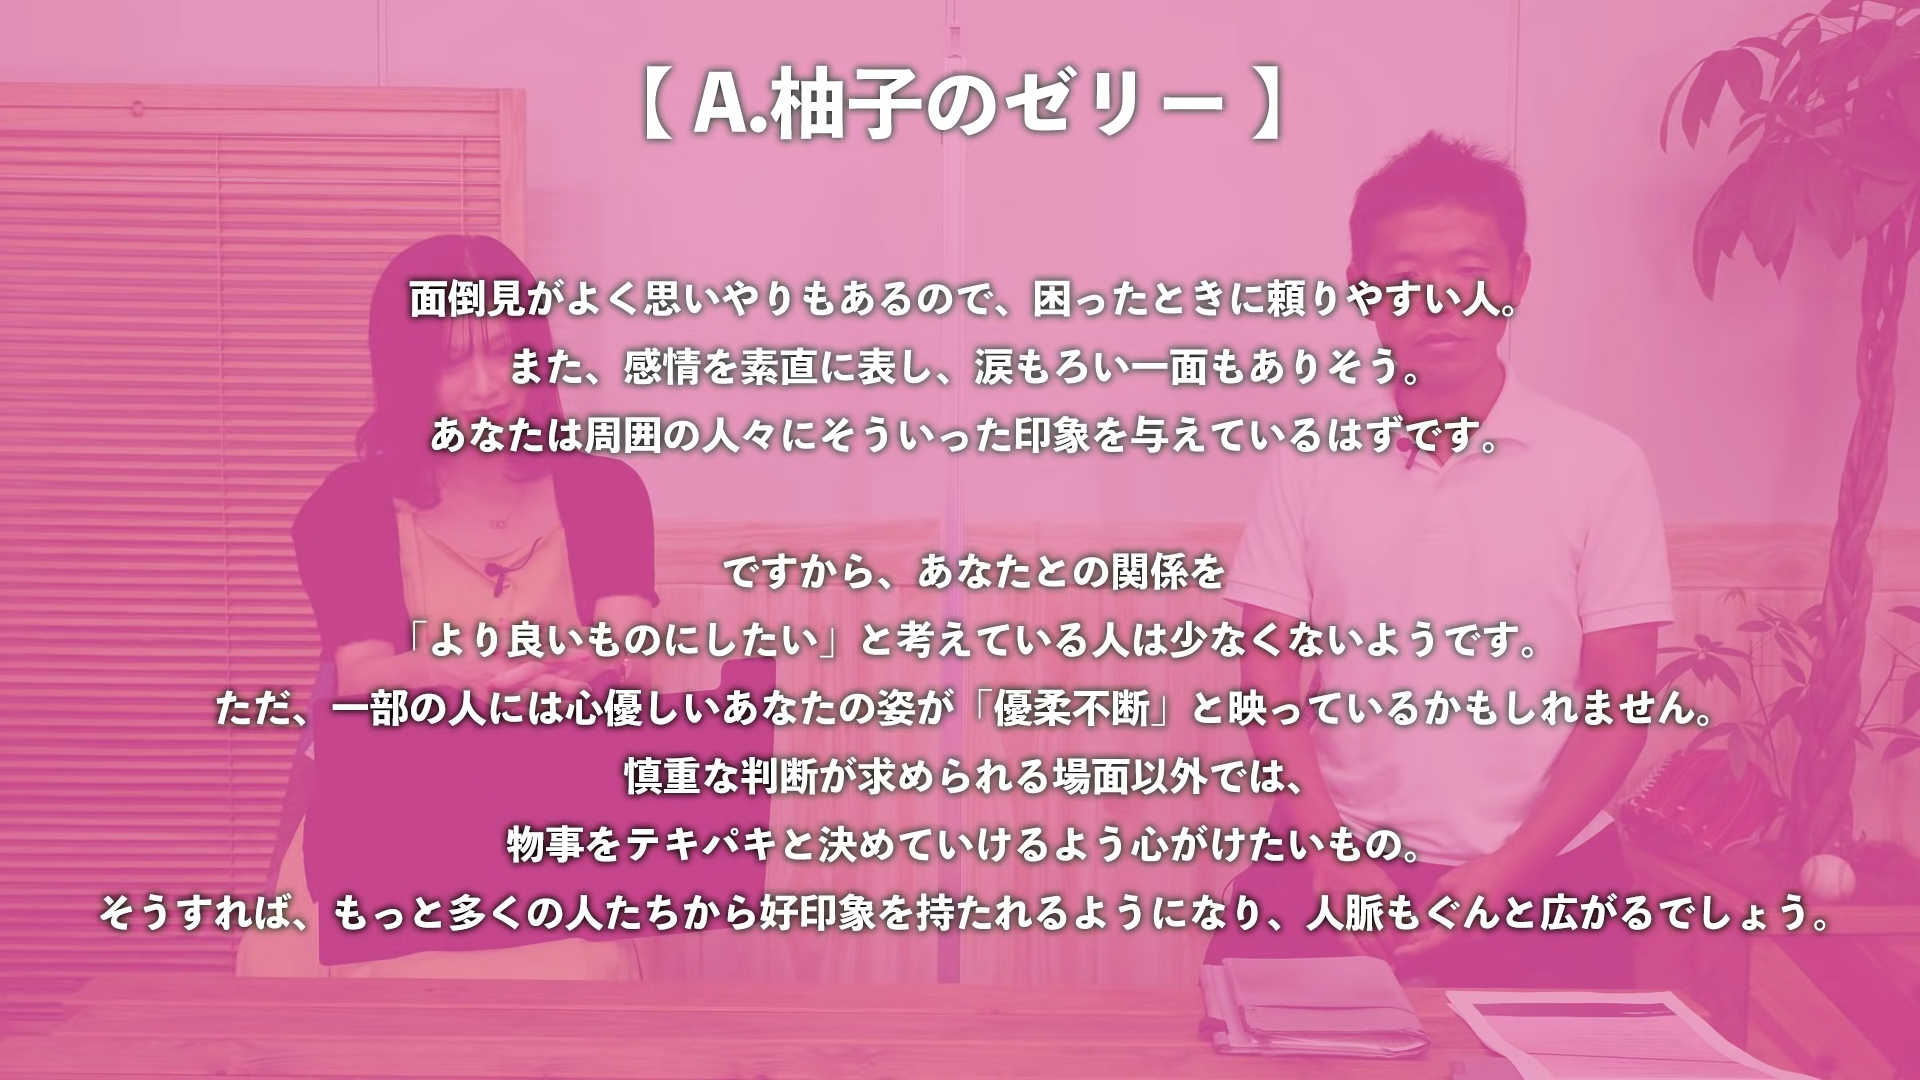 【 A.柚子のゼリー 】
面倒見がよく思いやりもあるので、困ったときに頼りやすい人。
また、感情を素直に表し、涙もろい一面もありそう。
あなたは周囲の人々にそういった印象を与えているはずです。
ですから、あなたとの関係を
「より良いものにしたい」と考えている人は少なくないようです。
ただ、一部の人には心優しいあなたの姿が「優柔不断」と映っているかもしれません。
慎重な判断が求められる場面以外では、
物事をテキパキと決めていけるよう心がけたいもの。
そうすれば、もっと多くの人たちから好印象を持たれるようになり、人脈もぐんと広がるでしょう。